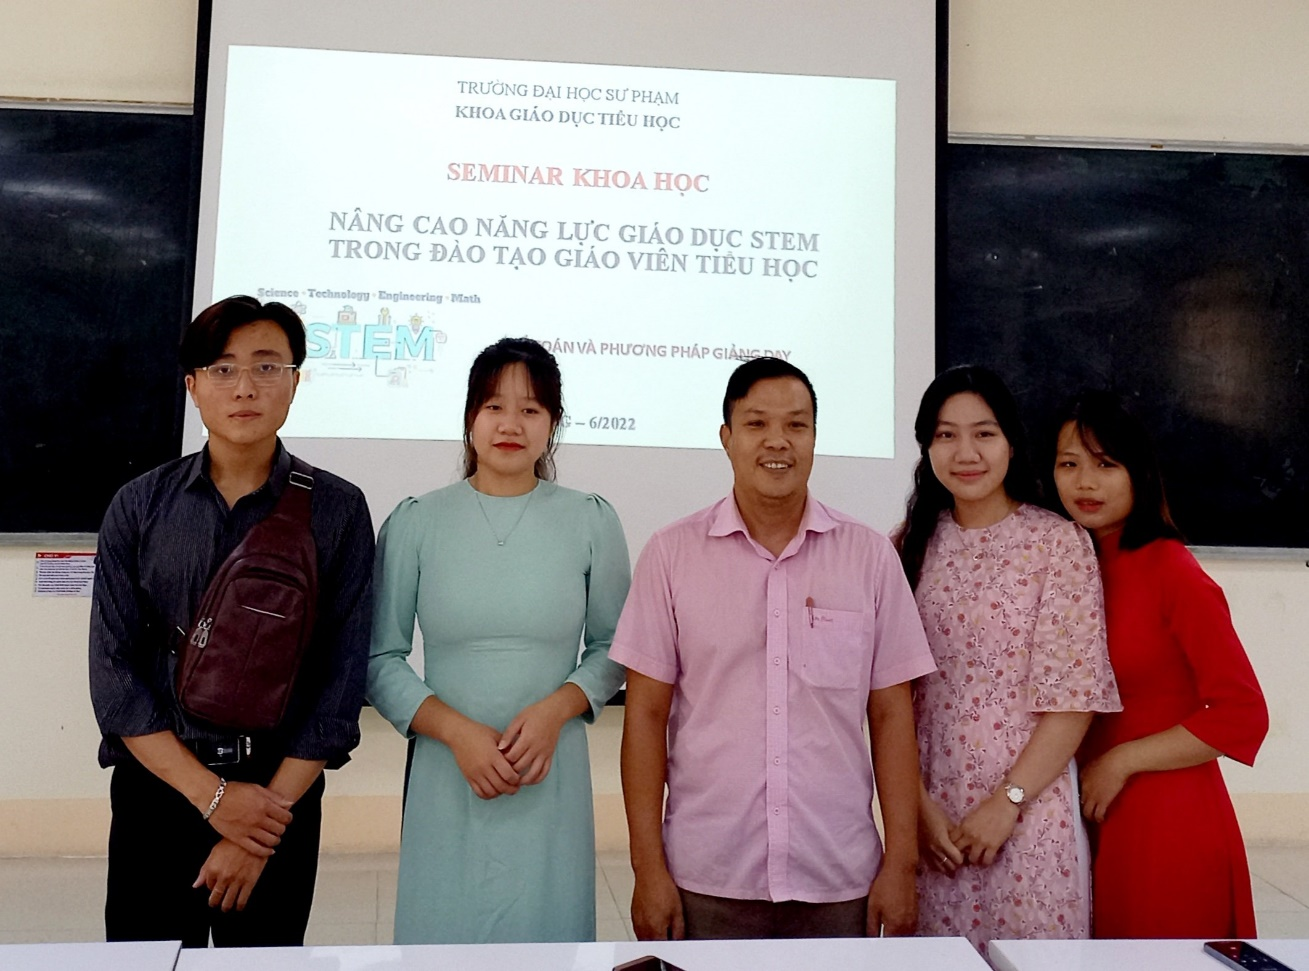 TRƯỜNG ĐẠI HỌC SƯ PHẠM
KHOA GIÁO DỤC TIỂU HỌC
SEMINAR KHOA HỌC
NÂNG CAO NĂNG LỰC GIÁO DỤC STEM
TRONG ĐÀO TẠO GIÁO VIÊN TIỂU HỌC
Science - Technology - Engineering - Math
STEM
OÁN VÀ PHƯƠNG PHÁP GIẢNG DẠY
G – 6/2022